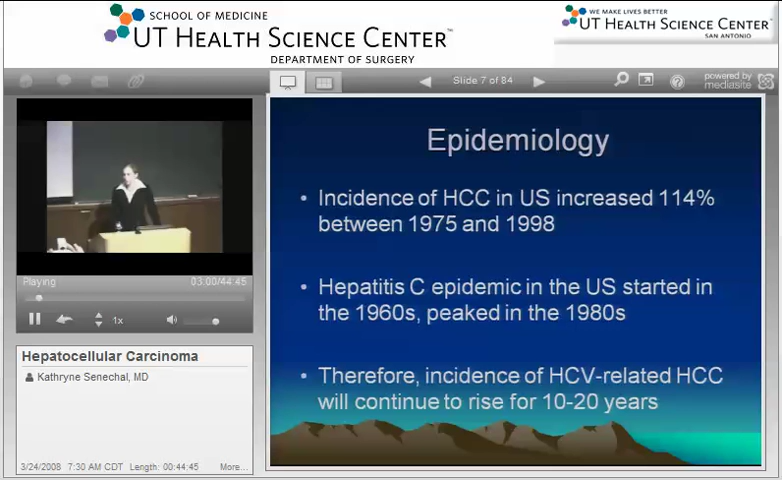 SCHOOL OF MEDICINE
UT HEALTH SCIENCE CENTER™
DEPARTMENT OF SURGERY
WE MAKE LIVES BETTER
UT HEALTH SCIENCE CENTER™
SAN ANTONIO
Slide 7 of 84
powered by
mediasite
Epidemiology
• Incidence of HCC in US increased 114%
between 1975 and 1998
• Hepatitis C epidemic in the US started in
the 1960s, peaked in the 1980s
• Therefore, incidence of HCV-related HCC
will continue to rise for 10-20 years
Playing
03:00/44:45
1x
Hepatocellular Carcinoma
Kathryne Senechal, MD
3/24/2008 7:30 AM CDT Length: 00:44:45 More...